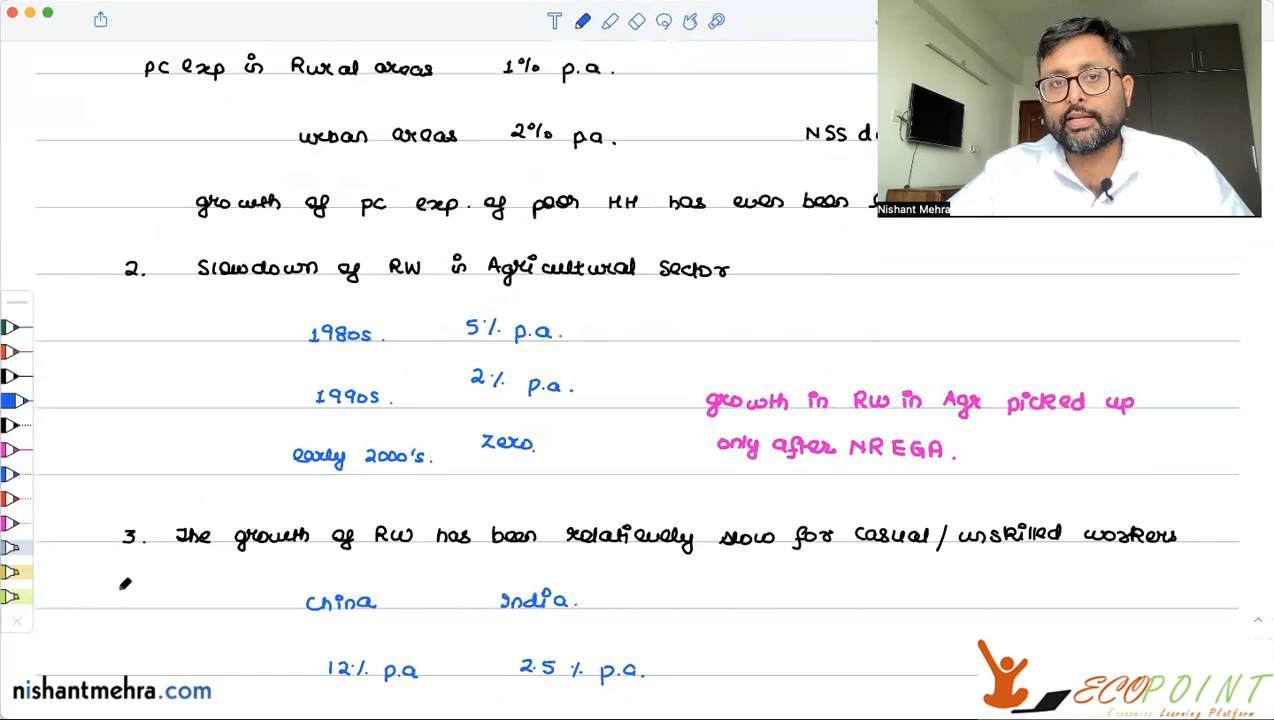 pc exp in Rural areas 1% p.a.
urban areas 2% p.a. NSS
growth of pc exp. of poor HH has even been
Nishant Mehra
2. Slowdown of RW in Agricultural Sector
1980s. 5% p.a.
1990s. 2% p.a.
early 2000's. zero.
growth in RW in Agr picked up
only after NREGA.
3. The growth of RW has been relatively slow for casual/unskilled workers
China India.
12% p.a 2.5% p.a.
nishantmehra.com
ECOPOINT
Economics Learning Platform